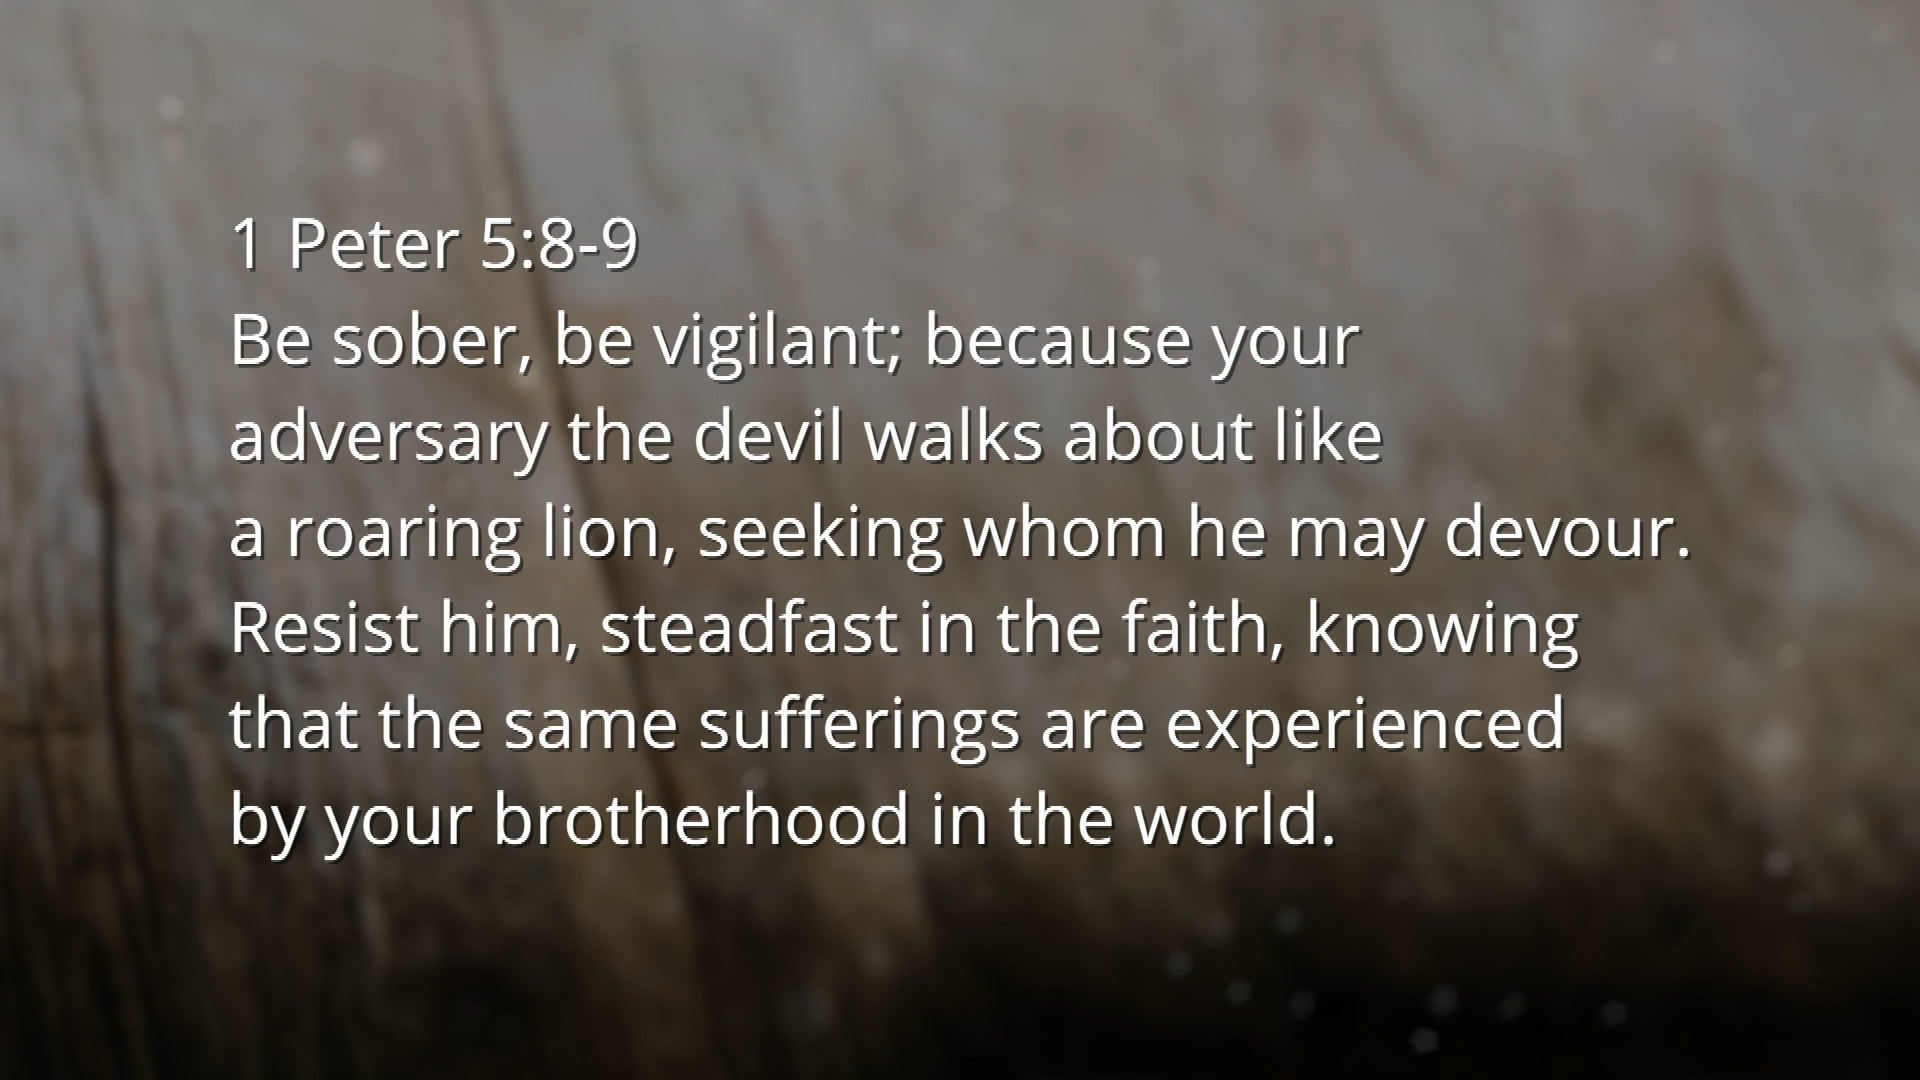 1 Peter 5:8-9
Be sober, be vigilant; because your
adversary the devil walks about like
a roaring lion, seeking whom he may devour.
Resist him, steadfast in the faith, knowing
that the same sufferings are experienced
by your brotherhood in the world.